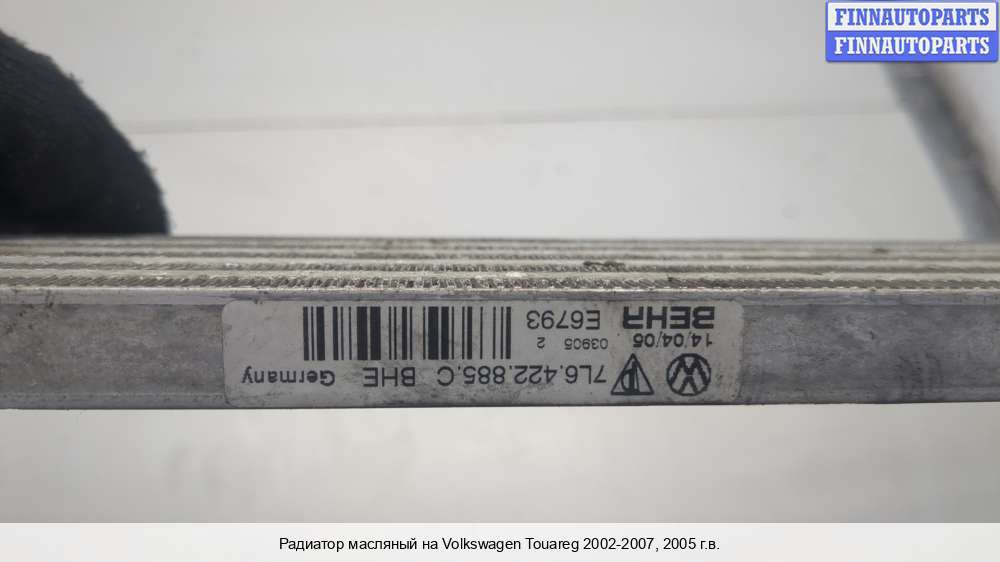 FINNAUTOPARTS
FINNAUTOPARTS
7L6.422.885.C BHE Germany
14/04/05 03905 2
BEHR E6793
Радиатор масляный на Volkswagen Touareg 2002-2007, 2005 г.в.